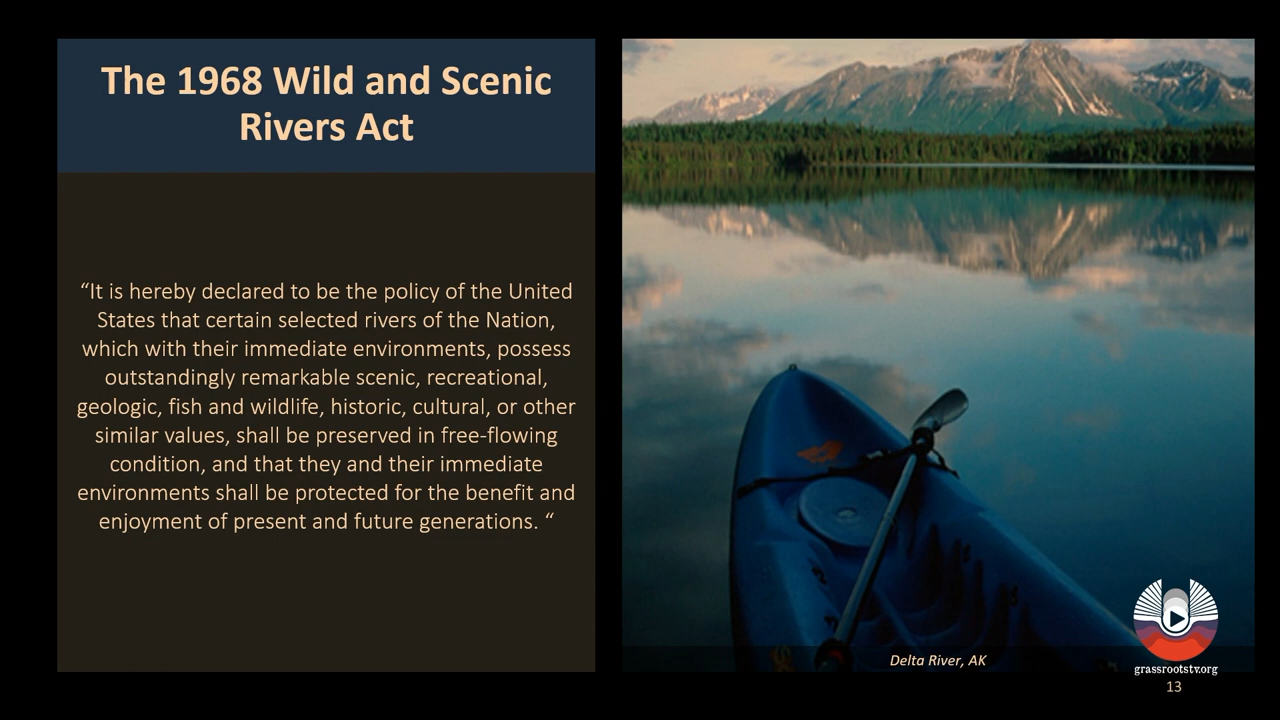 The 1968 Wild and Scenic
Rivers Act
“It is hereby declared to be the policy of the United
States that certain selected rivers of the Nation,
which with their immediate environments, possess
outstandingly remarkable scenic, recreational,
geologic, fish and wildlife, historic, cultural, or other
similar values, shall be preserved in free-flowing
condition, and that they and their immediate
environments shall be protected for the benefit and
enjoyment of present and future generations. “
Delta River, AK
grassrootstv.org
13